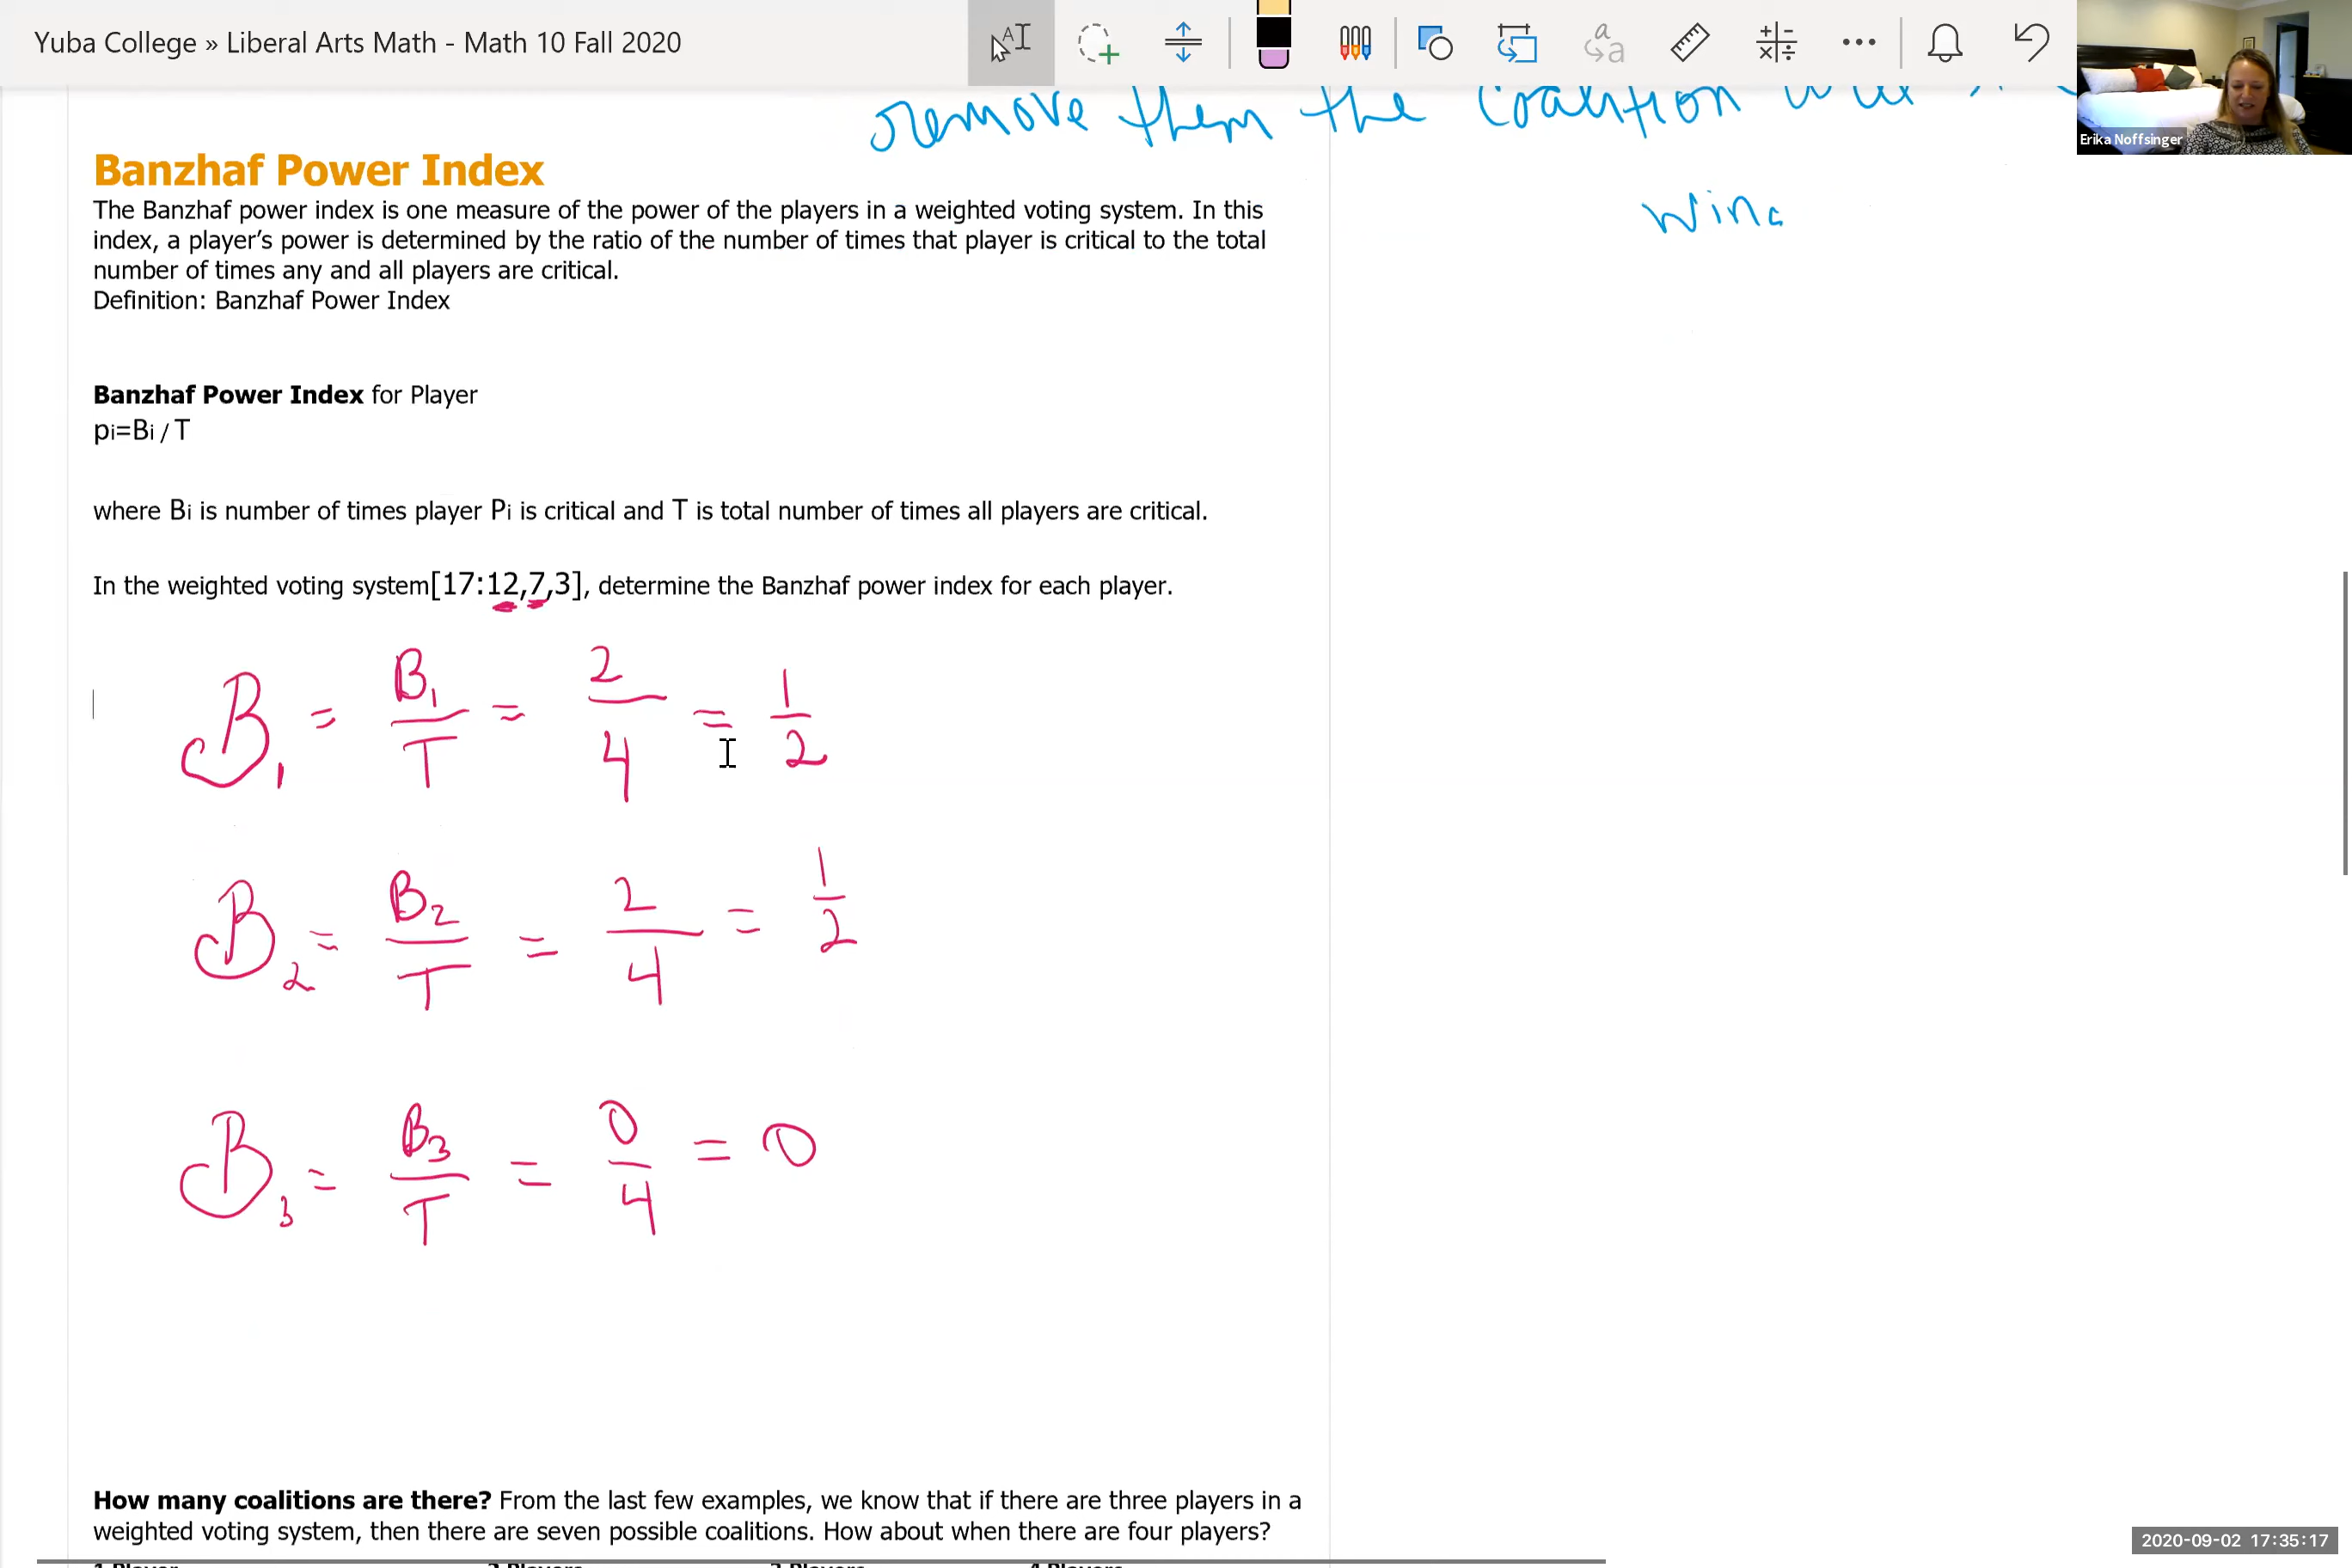 Yuba College » Liberal Arts Math - Math 10 Fall 2020
Erika Noffsinger
remove them the coalition will
wins
Banzhaf Power Index
The Banzhaf power index is one measure of the power of the players in a weighted voting system. In this
index, a player's power is determined by the ratio of the number of times that player is critical to the total
number of times any and all players are critical.
Definition: Banzhaf Power Index
Banzhaf Power Index for Player
pi=Bi / T
where Bi is number of times player Pi is critical and T is total number of times all players are critical.
In the weighted voting system[17:12,7,3], determine the Banzhaf power index for each player.
B1 = B1/T = 2/4 = 1/2
B2 = B2/T = 2/4 = 1/2
B3 = B3/T = 0/4 = 0
How many coalitions are there? From the last few examples, we know that if there are three players in a
weighted voting system, then there are seven possible coalitions. How about when there are four players?
2020-09-02 17:35:17